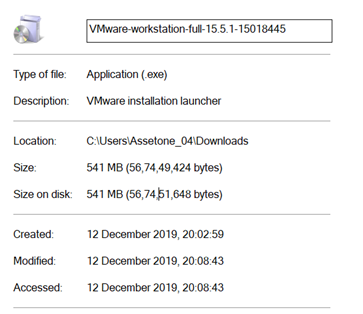 VMware-workstation-full-15.5.1-15018445
Type of file: Application (.exe)
Description: VMware installation launcher
Location: C:\Users\Assetone_04\Downloads
Size: 541 MB (56,74,49,424 bytes)
Size on disk: 541 MB (56,74,51,648 bytes)
Created: 12 December 2019, 20:02:59
Modified: 12 December 2019, 20:08:43
Accessed: 12 December 2019, 20:08:43